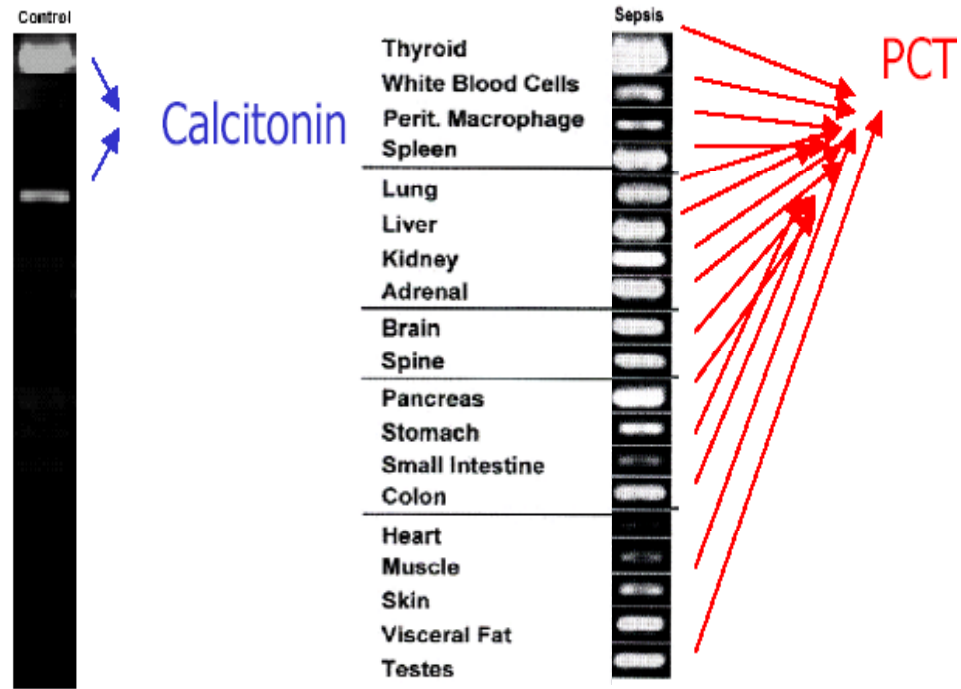 Control
Calcitonin
Thyroid
White Blood Cells
Perit. Macrophage
Spleen
Lung
Liver
Kidney
Adrenal
Brain
Spine
Pancreas
Stomach
Small Intestine
Colon
Heart
Muscle
Skin
Visceral Fat
Testes
Sepsis
PCT